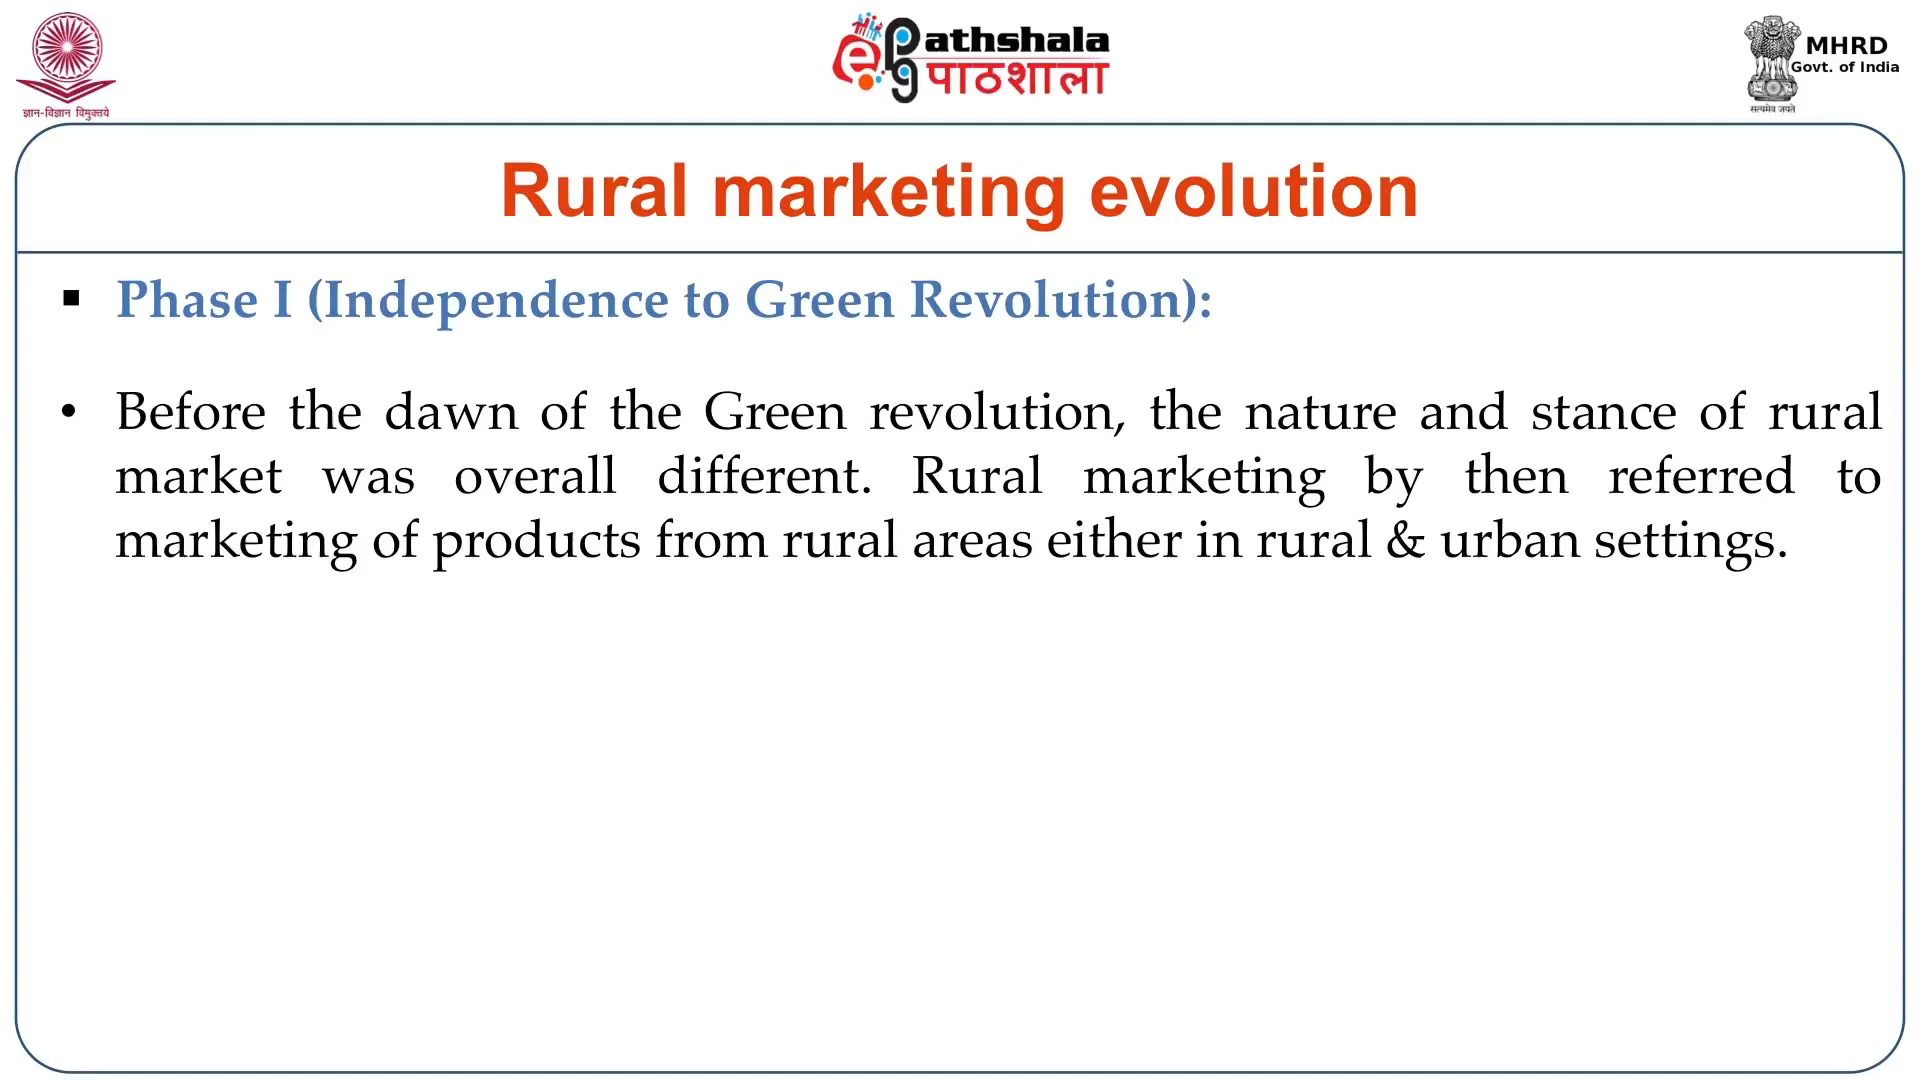 ज्ञान-विज्ञान विमुक्तये
e Pathshala
pg पाठशाला
सत्यमेव जयते
MHRD
Govt. of India
Rural marketing evolution
▪ Phase I (Independence to Green Revolution):
• Before the dawn of the Green revolution, the nature and stance of rural
market was overall different. Rural marketing by then referred to
marketing of products from rural areas either in rural & urban settings.